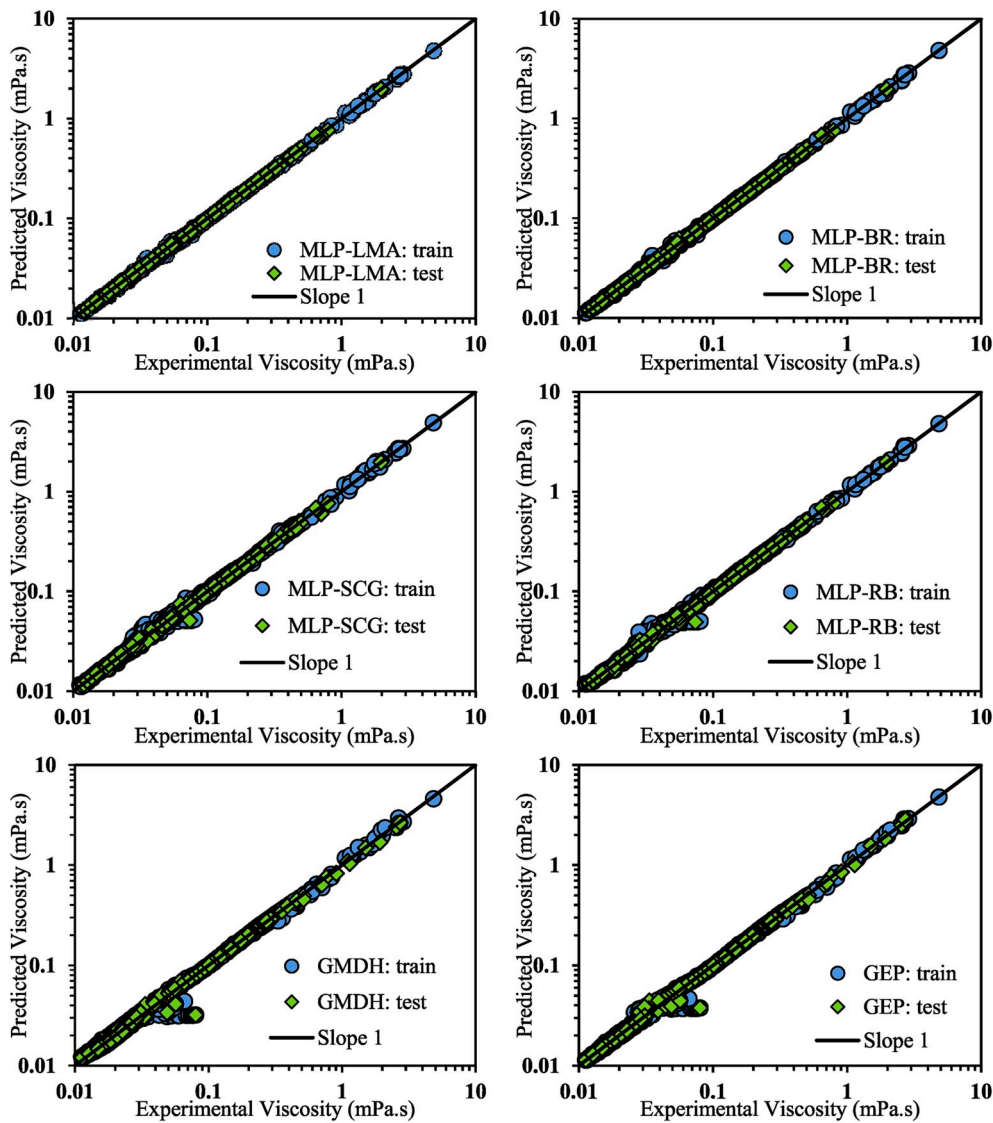 10
1
0.1
0.01
Predicted Viscosity (mPa.s)
MLP-LMA: train
MLP-LMA: test
Slope 1
0.01
0.1
1
10
Experimental Viscosity (mPa.s)
10
1
0.1
0.01
Predicted Viscosity (mPa.s)
MLP-BR: train
MLP-BR: test
Slope 1
0.01
0.1
1
10
Experimental Viscosity (mPa.s)
10
1
0.1
0.01
Predicted Viscosity (mPa.s)
MLP-SCG: train
MLP-SCG: test
Slope 1
0.01
0.1
1
10
Experimental Viscosity (mPa.s)
10
1
0.1
0.01
Predicted Viscosity (mPa.s)
MLP-RB: train
MLP-RB: test
Slope 1
0.01
0.1
1
10
Experimental Viscosity (mPa.s)
10
1
0.1
0.01
Predicted Viscosity (mPa.s)
GMDH: train
GMDH: test
Slope 1
0.01
0.1
1
10
Experimental Viscosity (mPa.s)
10
1
0.1
0.01
Predicted Viscosity (mPa.s)
GEP: train
GEP: test
Slope 1
0.01
0.1
1
10
Experimental Viscosity (mPa.s)